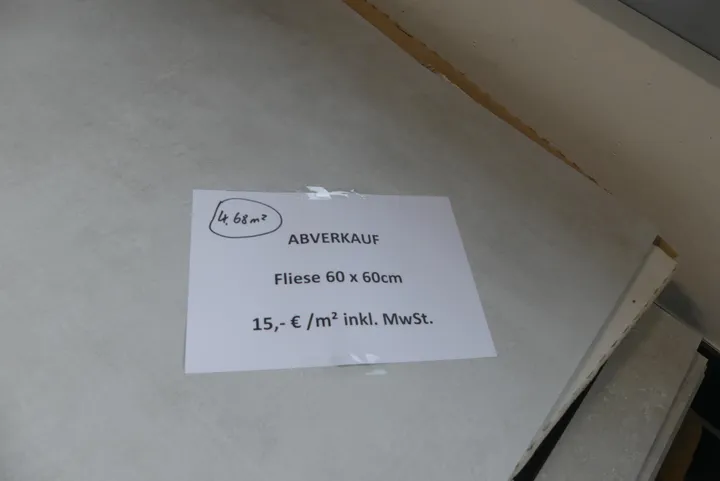 4,68m²
ABVERKAUF
Fliese 60 x 60cm
15,- € /m² inkl. MwSt.